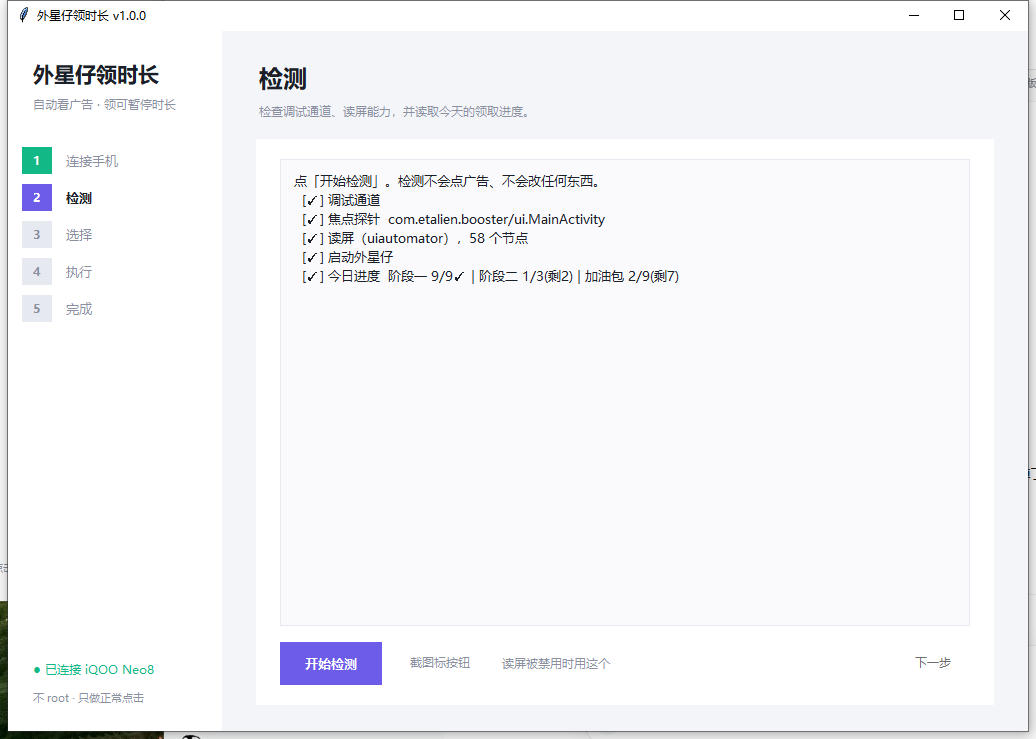 外星仔领时长 v1.0.0
外星仔领时长
自动看广告 · 领可暂停时长
1 连接手机
2 检测
3 选择
4 执行
5 完成
● 已连接 iQOO Neo8
不 root · 只做正常点击
检测
检查调试通道、读屏能力，并读取今天的领取进度。
点「开始检测」。检测不会点广告、不会改任何东西。
[✓] 调试通道
[✓] 焦点探针 com.etalien.booster/ui.MainActivity
[✓] 读屏（uiautomator），58 个节点
[✓] 启动外星仔
[✓] 今日进度 阶段一 9/9✓ | 阶段二 1/3(剩2) | 加油包 2/9(剩7)
开始检测 截图标按钮 读屏被禁用时用这个 下一步